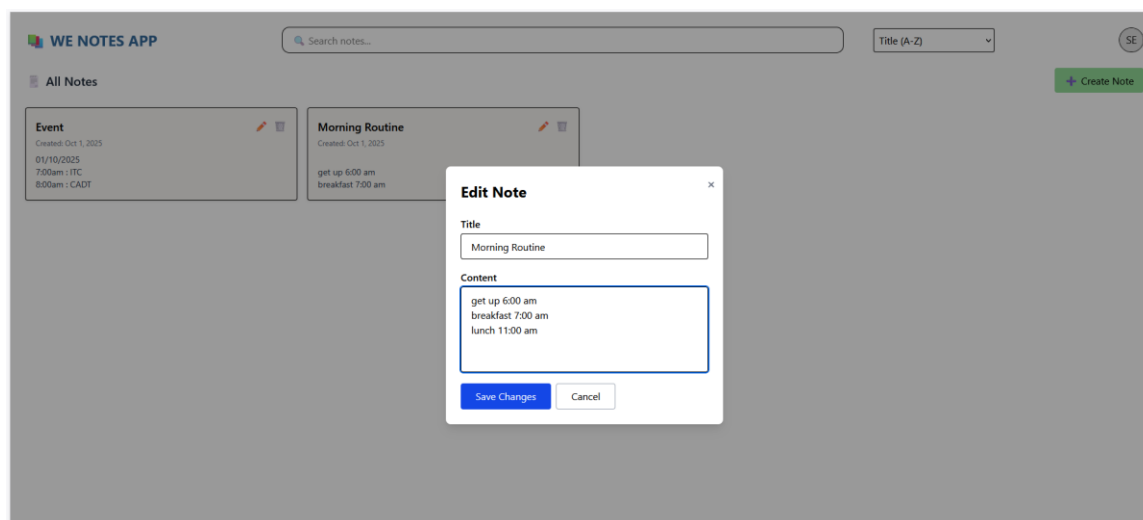 WE NOTES APP
Search notes...
Title (A-Z)
SE
All Notes
Create Note
Event
Created: Oct 1, 2025
01/10/2025
7:00am : ITC
8:00am : CADT
Morning Routine
Created: Oct 1, 2025
get up 6:00 am
breakfast 7:00 am
Edit Note
×
Title
Morning Routine
Content
get up 6:00 am
breakfast 7:00 am
lunch 11:00 am
Save Changes
Cancel